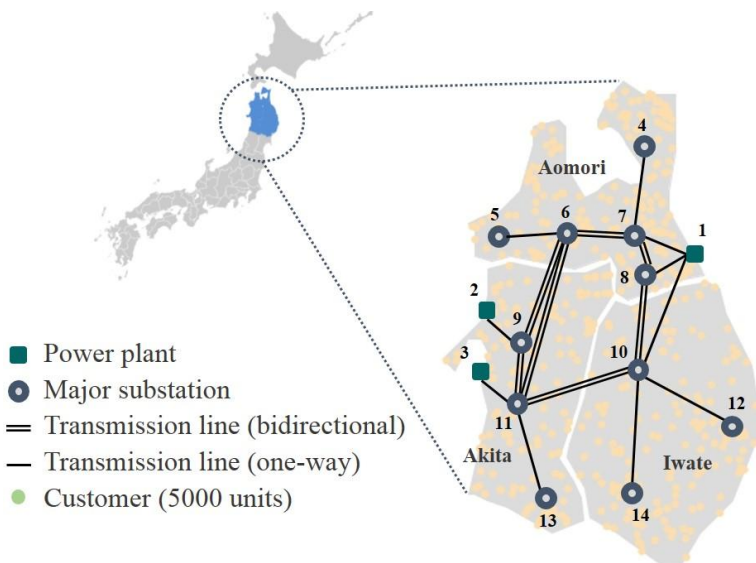 4
Aomori
5
6
7
1
8
2
9
3
10
11
12
Akita
Iwate
13
14
Power plant
Major substation
Transmission line (bidirectional)
Transmission line (one-way)
Customer (5000 units)